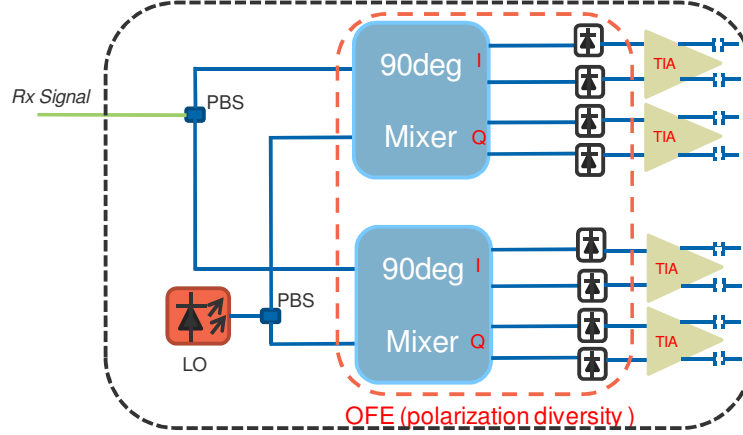 90deg I
TIA
Rx Signal
PBS
Mixer Q
TIA
90deg I
TIA
PBS
Mixer Q
TIA
LO
OFE (polarization diversity )